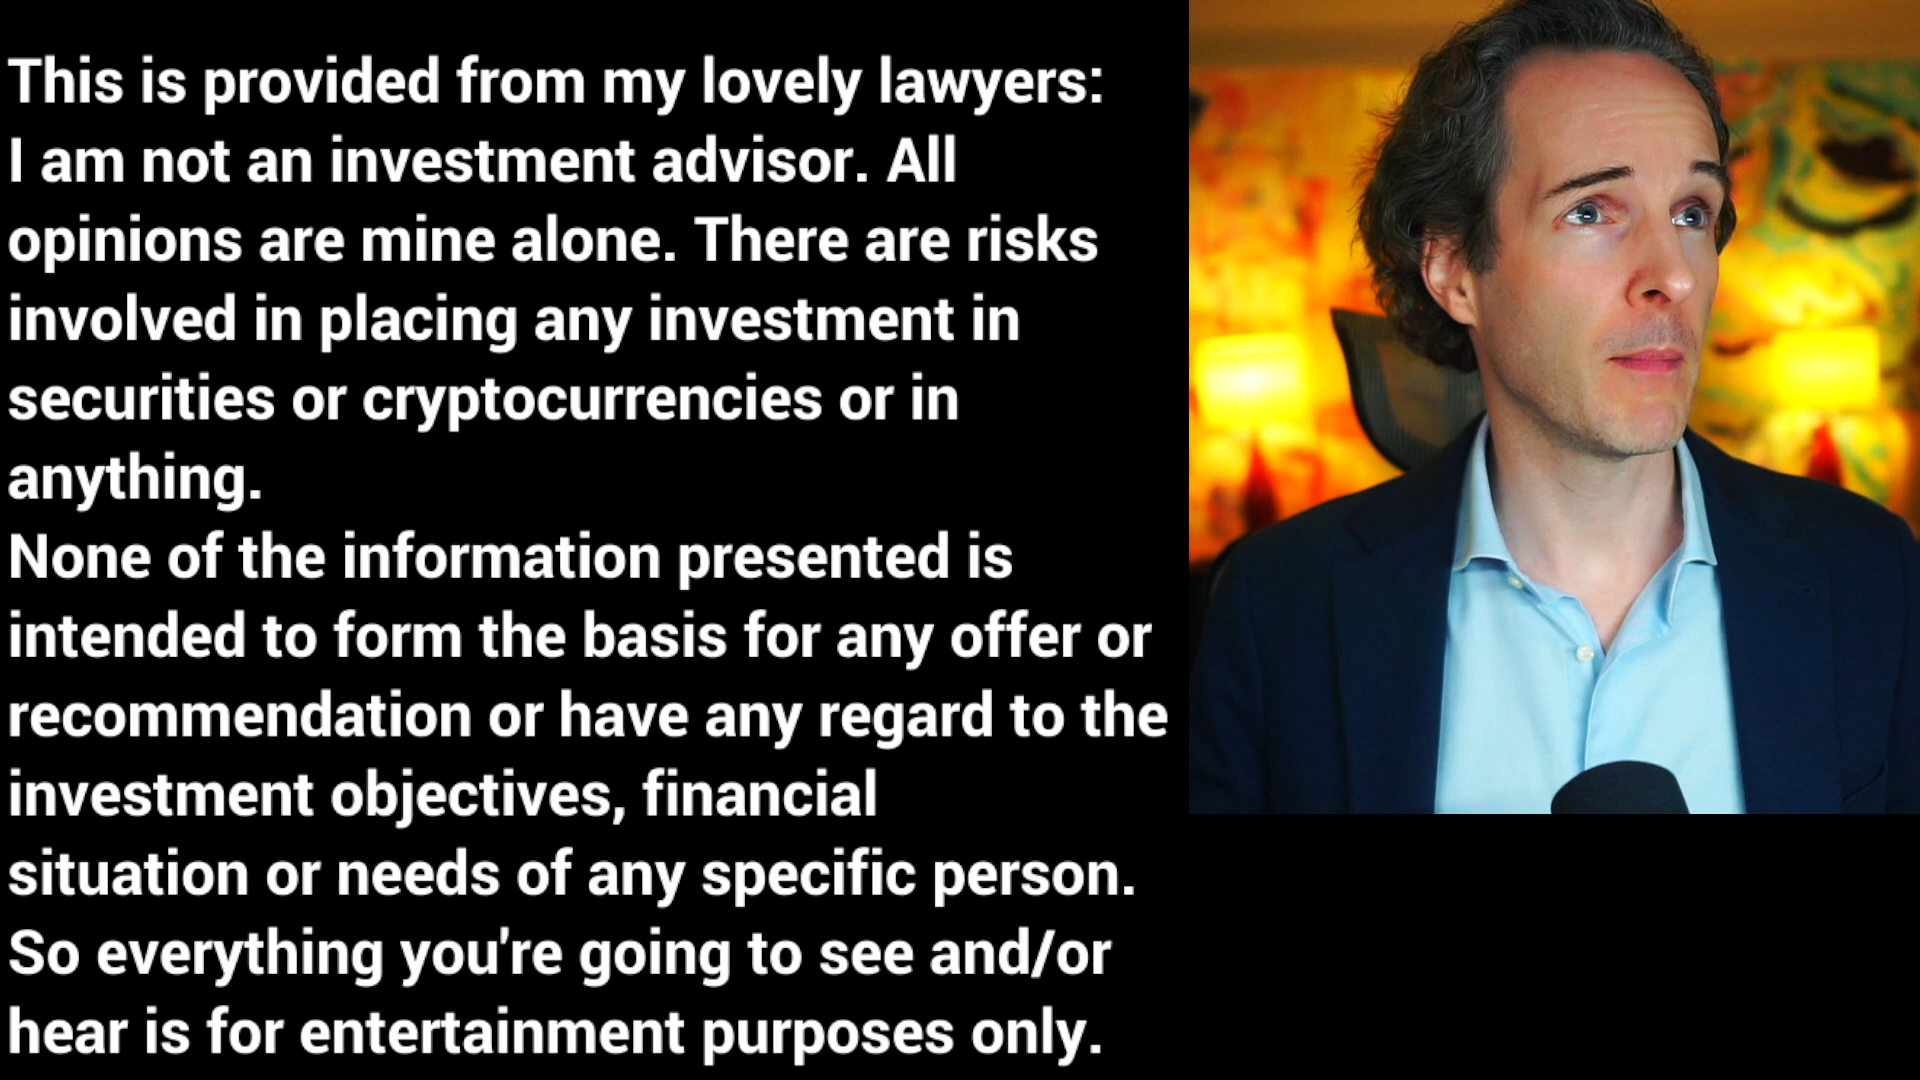 This is provided from my lovely lawyers:
I am not an investment advisor. All
opinions are mine alone. There are risks
involved in placing any investment in
securities or cryptocurrencies or in
anything.
None of the information presented is
intended to form the basis for any offer or
recommendation or have any regard to the
investment objectives, financial
situation or needs of any specific person.
So everything you're going to see and/or
hear is for entertainment purposes only.